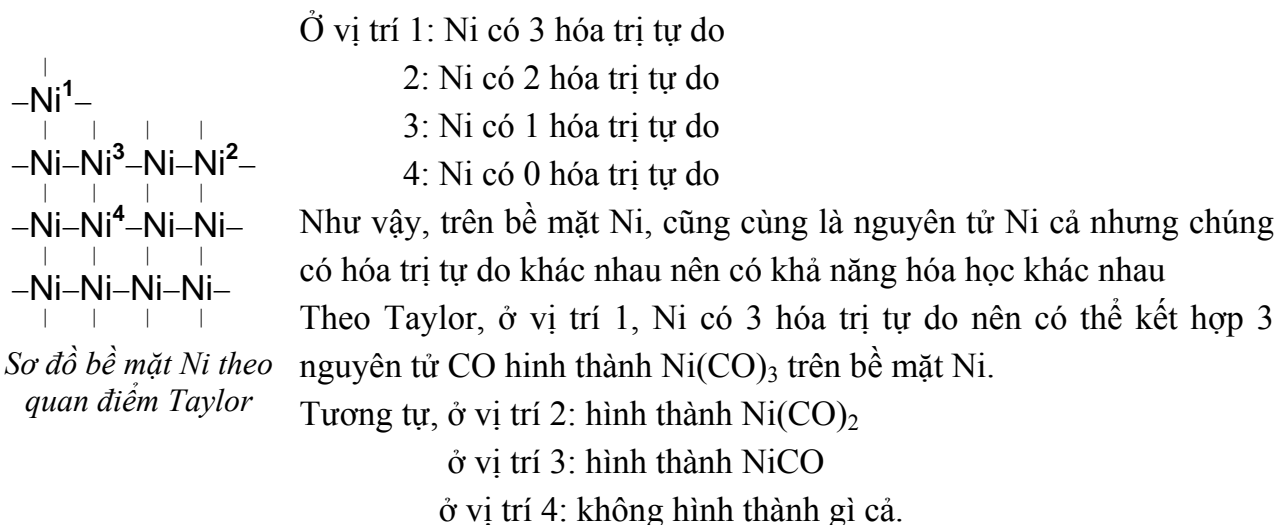 Ở vị trí 1: Ni có 3 hóa trị tự do
2: Ni có 2 hóa trị tự do
3: Ni có 1 hóa trị tự do
4: Ni có 0 hóa trị tự do
Như vậy, trên bề mặt Ni, cũng cùng là nguyên tử Ni cả nhưng chúng
có hóa trị tự do khác nhau nên có khả năng hóa học khác nhau
Theo Taylor, ở vị trí 1, Ni có 3 hóa trị tự do nên có thể kết hợp 3
nguyên tử CO hinh thành Ni(CO)₃ trên bề mặt Ni.
Tương tự, ở vị trí 2: hình thành Ni(CO)₂
ở vị trí 3: hình thành NiCO
ở vị trí 4: không hình thành gì cả.
–Ni¹–
–Ni–Ni³–Ni–Ni²–
–Ni–Ni⁴–Ni–Ni–
–Ni–Ni–Ni–Ni–
Sơ đồ bề mặt Ni theo
quan điểm Taylor